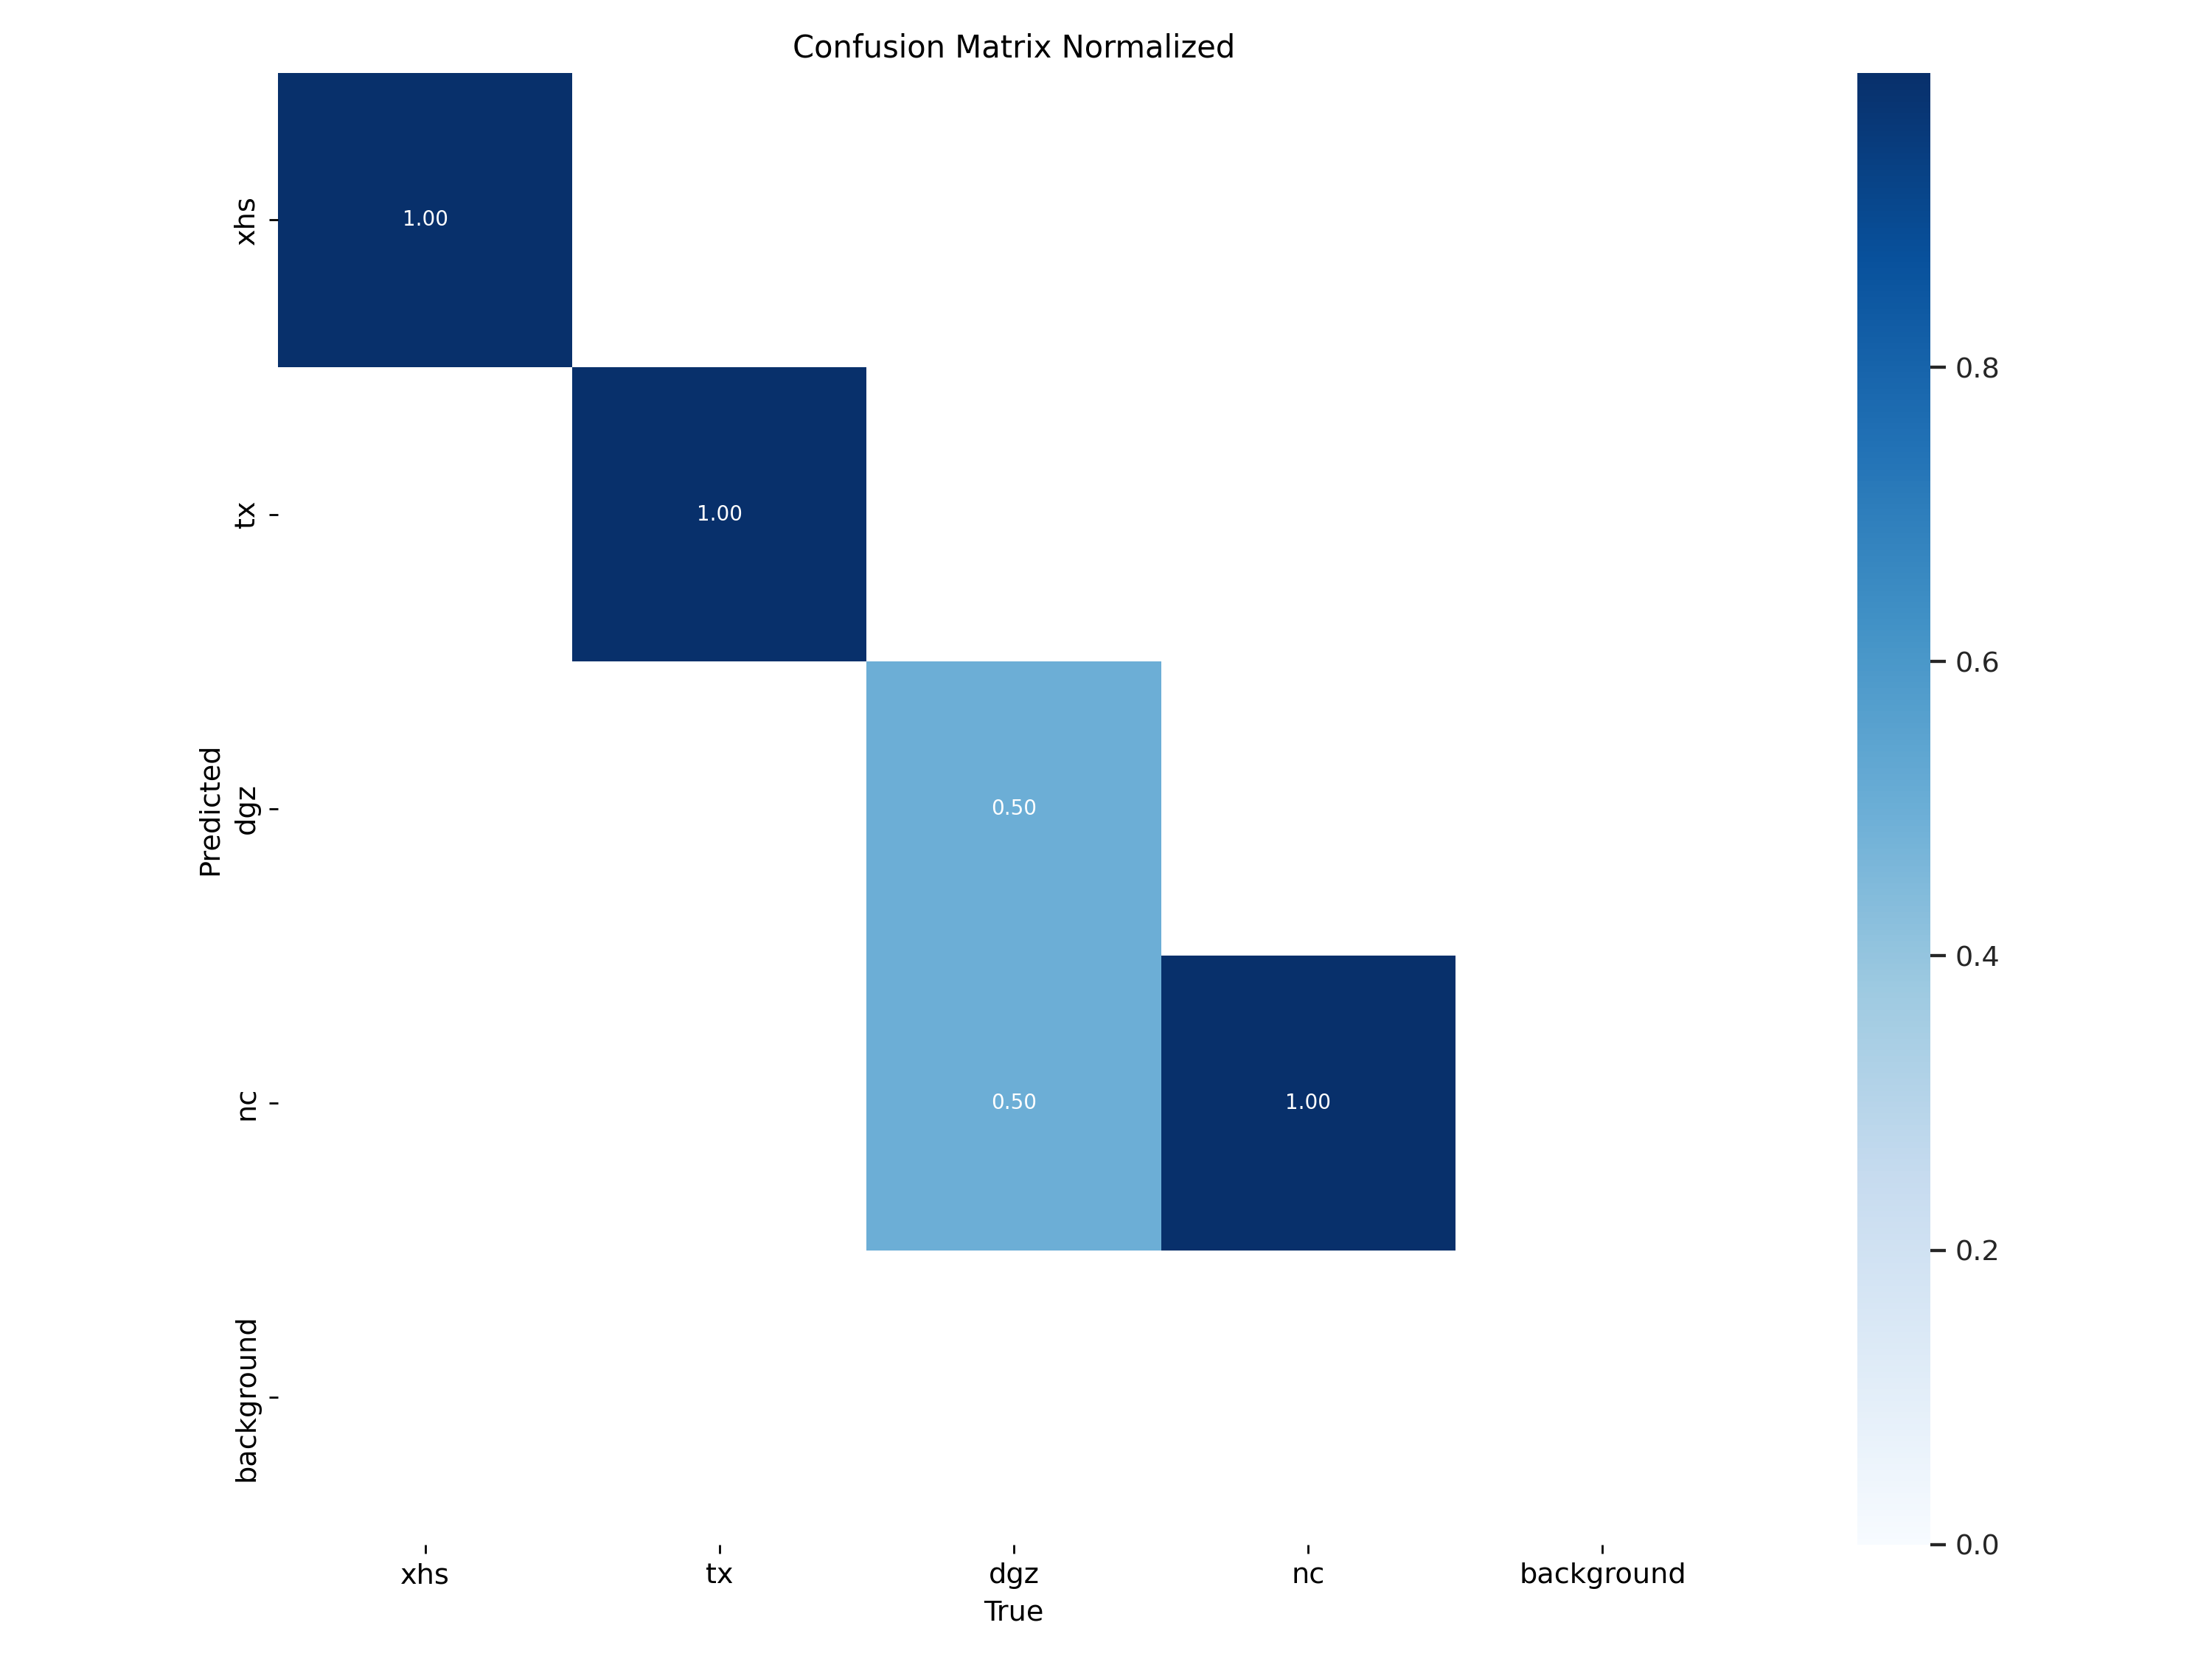 Confusion Matrix Normalized
xhs
1.00
tx
1.00
Predicted
dgz
0.50
nc
0.50 1.00
background
xhs tx dgz nc background
True
0.8
0.6
0.4
0.2
0.0